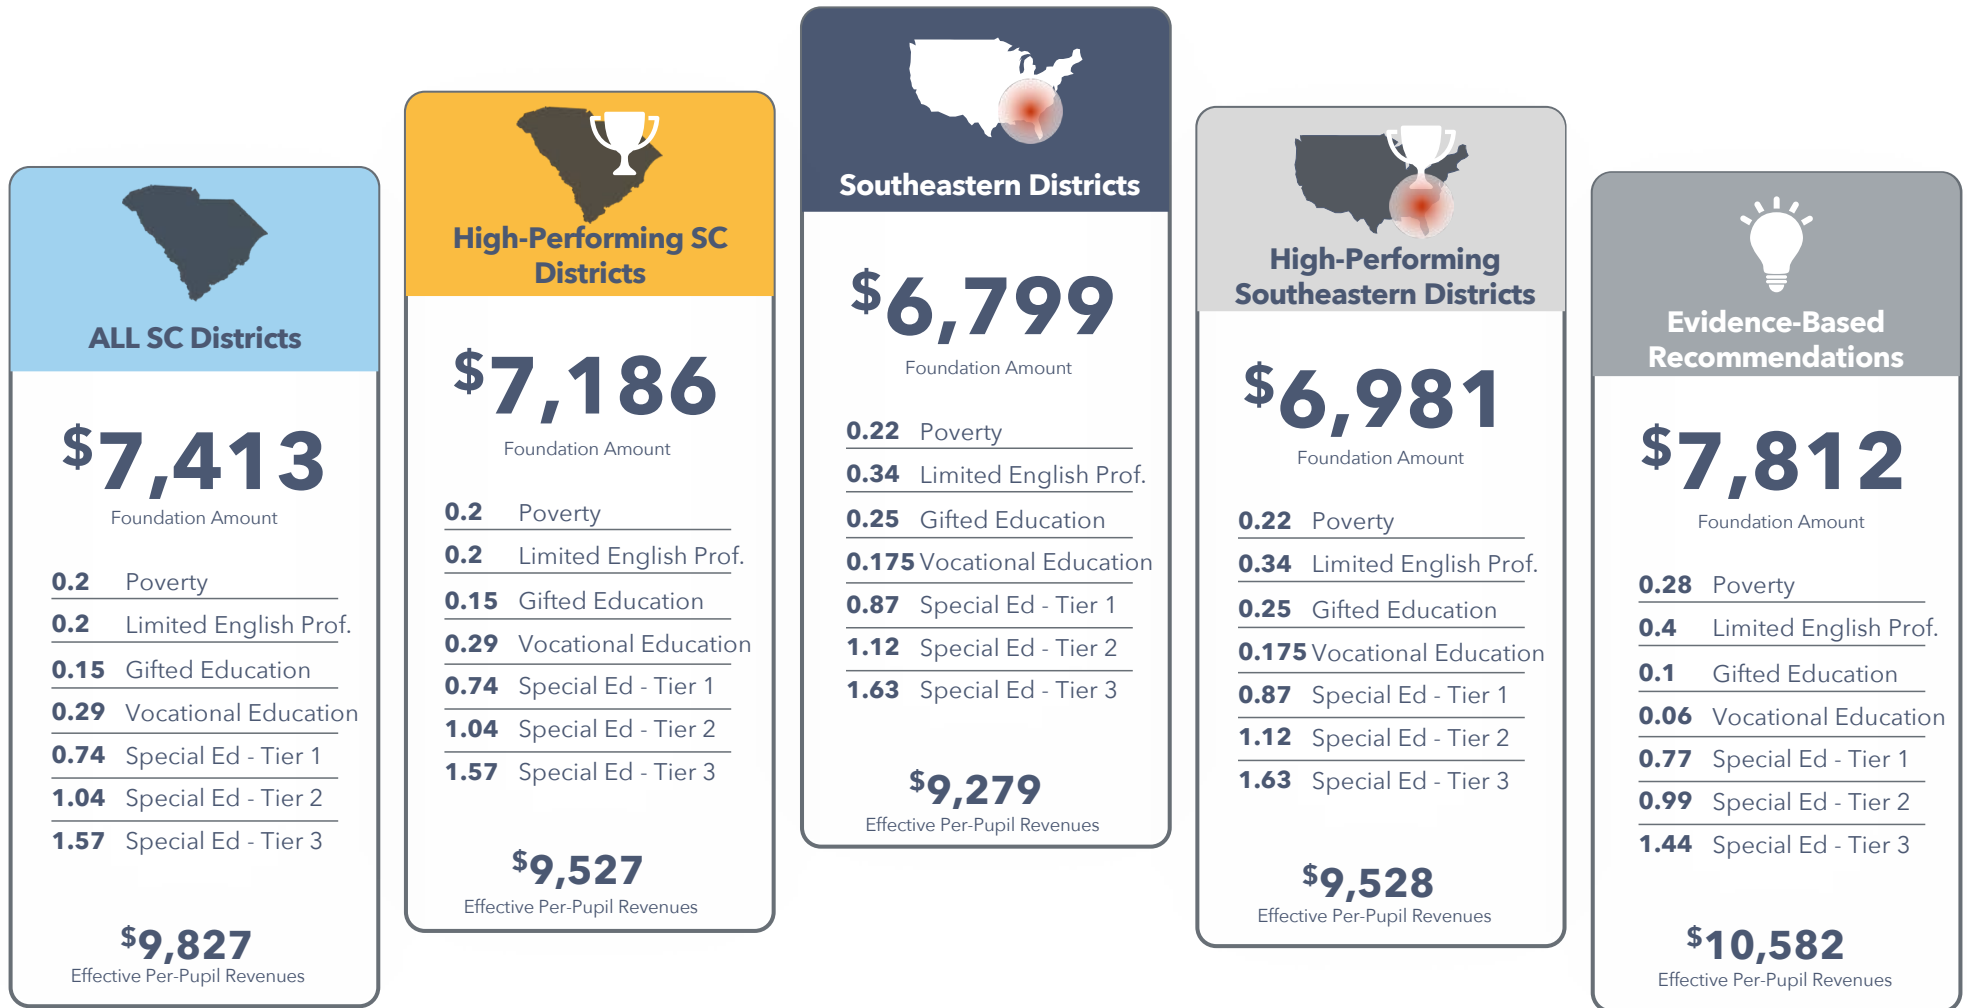 ALL SC Districts
$7,413
Foundation Amount
0.2 Poverty
0.2 Limited English Prof.
0.15 Gifted Education
0.29 Vocational Education
0.74 Special Ed - Tier 1
1.04 Special Ed - Tier 2
1.57 Special Ed - Tier 3
$9,827
Effective Per-Pupil Revenues
High-Performing SC
Districts
$7,186
Foundation Amount
0.2 Poverty
0.2 Limited English Prof.
0.15 Gifted Education
0.29 Vocational Education
0.74 Special Ed - Tier 1
1.04 Special Ed - Tier 2
1.57 Special Ed - Tier 3
$9,527
Effective Per-Pupil Revenues
Southeastern Districts
$6,799
Foundation Amount
0.22 Poverty
0.34 Limited English Prof.
0.25 Gifted Education
0.175 Vocational Education
0.87 Special Ed - Tier 1
1.12 Special Ed - Tier 2
1.63 Special Ed - Tier 3
$9,279
Effective Per-Pupil Revenues
High-Performing
Southeastern Districts
$6,981
Foundation Amount
0.22 Poverty
0.34 Limited English Prof.
0.25 Gifted Education
0.175 Vocational Education
0.87 Special Ed - Tier 1
1.12 Special Ed - Tier 2
1.63 Special Ed - Tier 3
$9,528
Effective Per-Pupil Revenues
Evidence-Based
Recommendations
$7,812
Foundation Amount
0.28 Poverty
0.4 Limited English Prof.
0.1 Gifted Education
0.06 Vocational Education
0.77 Special Ed - Tier 1
0.99 Special Ed - Tier 2
1.44 Special Ed - Tier 3
$10,582
Effective Per-Pupil Revenues